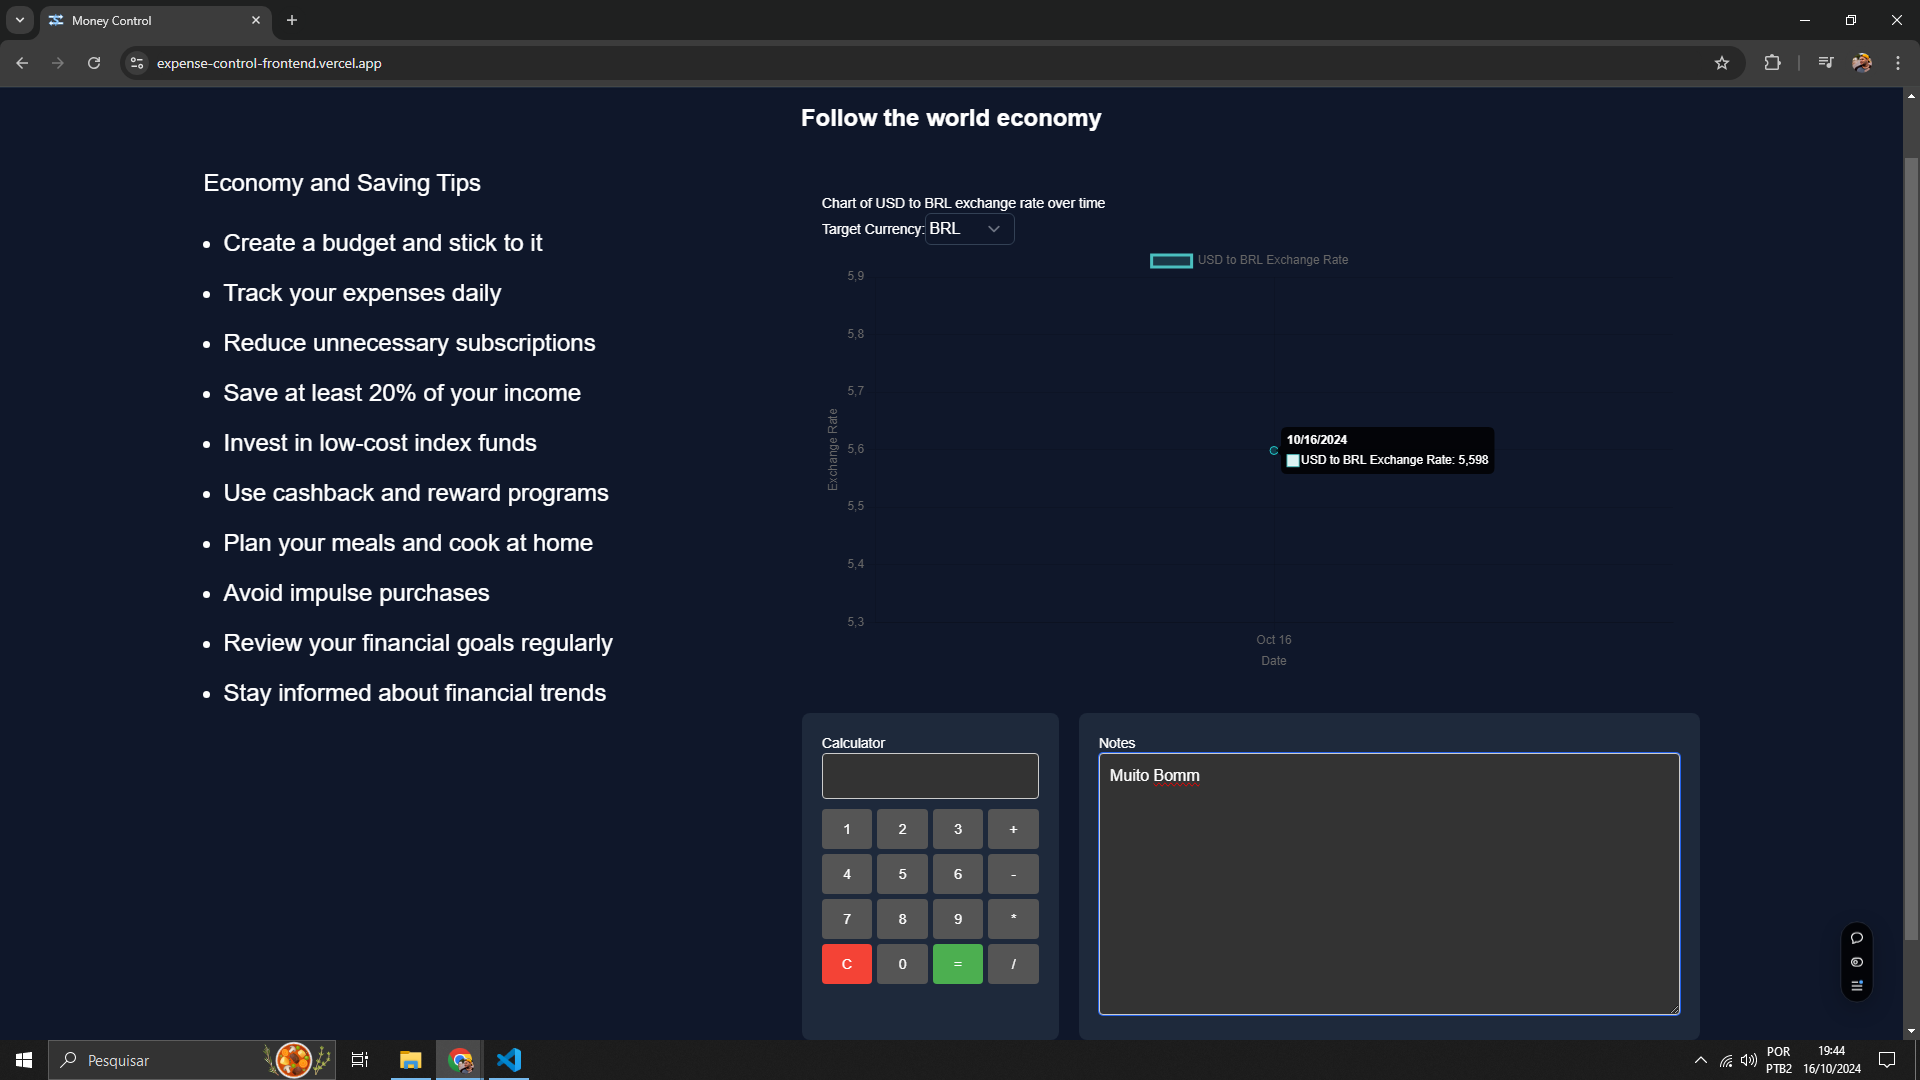 Money Control
expense-control-frontend.vercel.app
Follow the world economy
Economy and Saving Tips
Create a budget and stick to it
Track your expenses daily
Reduce unnecessary subscriptions
Save at least 20% of your income
Invest in low-cost index funds
Use cashback and reward programs
Plan your meals and cook at home
Avoid impulse purchases
Review your financial goals regularly
Stay informed about financial trends
Chart of USD to BRL exchange rate over time
Target Currency: BRL
USD to BRL Exchange Rate
5,9
5,8
5,7
5,6
5,5
5,4
5,3
Exchange Rate
10/16/2024
USD to BRL Exchange Rate: 5,598
Oct 16
Date
Calculator
1 2 3 +
4 5 6 -
7 8 9 *
C 0 = /
Notes
Muito Bomm
Pesquisar
POR
PTB2
19:44
16/10/2024